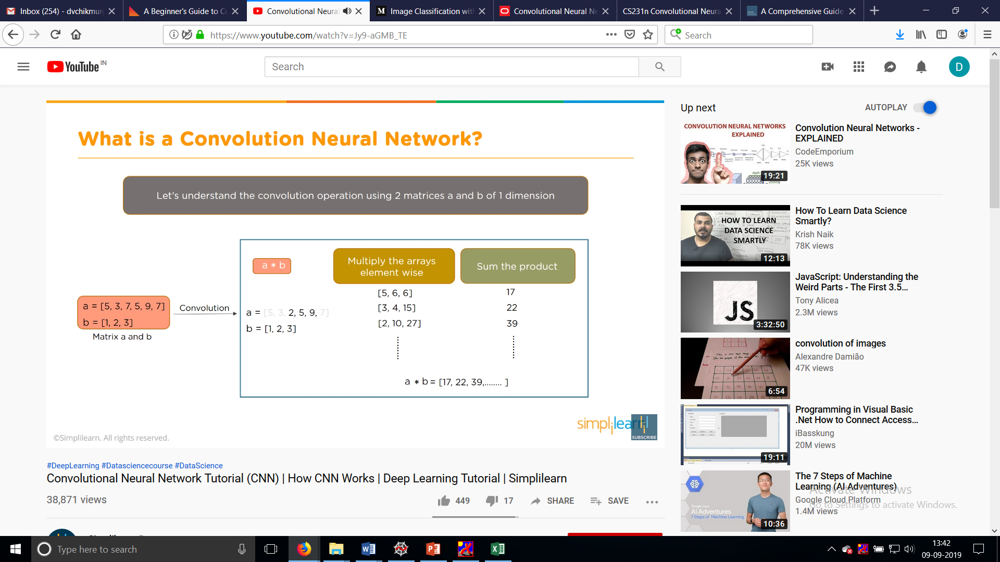 Inbox (254) - dvchikmur
A Beginner's Guide to Co
Convolutional Neural
Image Classification with
Convolutional Neural Ne
CS231n Convolutional Neura
A Comprehensive Guide
https://www.youtube.com/watch?v=Jy9-aGMB_TE
Search
YouTube IN
Search
D
What is a Convolution Neural Network?
Let's understand the convolution operation using 2 matrices a and b of 1 dimension
a * b
Multiply the arrays
element wise
Sum the product
a = [5, 3, 7, 5, 9, 7]
b = [1, 2, 3]
Matrix a and b
Convolution
a = [5, 3, 2, 5, 9, 7]
b = [1, 2, 3]
[5, 6, 6]
17
[3, 4, 15]
22
[2, 10, 27]
39
a * b = [17, 22, 39,........ ]
simplilearn
SUBSCRIBE
©Simplilearn. All rights reserved.
#DeepLearning #Datasciencecourse #DataScience
Convolutional Neural Network Tutorial (CNN) | How CNN Works | Deep Learning Tutorial | Simplilearn
38,871 views
449
17
SHARE
SAVE
Up next
AUTOPLAY
CONVOLUTION NEURAL NETWORKS
EXPLAINED
depth
19:21
Convolution Neural Networks -
EXPLAINED
CodeEmporium
25K views
HOW TO LEARN
DATA SCIENCE
SMARTLY
12:13
How To Learn Data Science
Smartly?
Krish Naik
78K views
JS
3:32:50
JavaScript: Understanding the
Weird Parts - The First 3.5...
Tony Alicea
2.3M views
6:54
convolution of images
Alexandre Damião
47K views
19:11
Programming in Visual Basic
.Net How to Connect Access...
iBasskung
20M views
Google Cloud
AI Adventures
7 Steps of Machine Learning
10:36
The 7 Steps of Machine
Learning (AI Adventures)
Google Cloud Platform
1.4M views
Activate Windows
Go to Settings to activate Windows.
Type here to search
13:42
09-09-2019